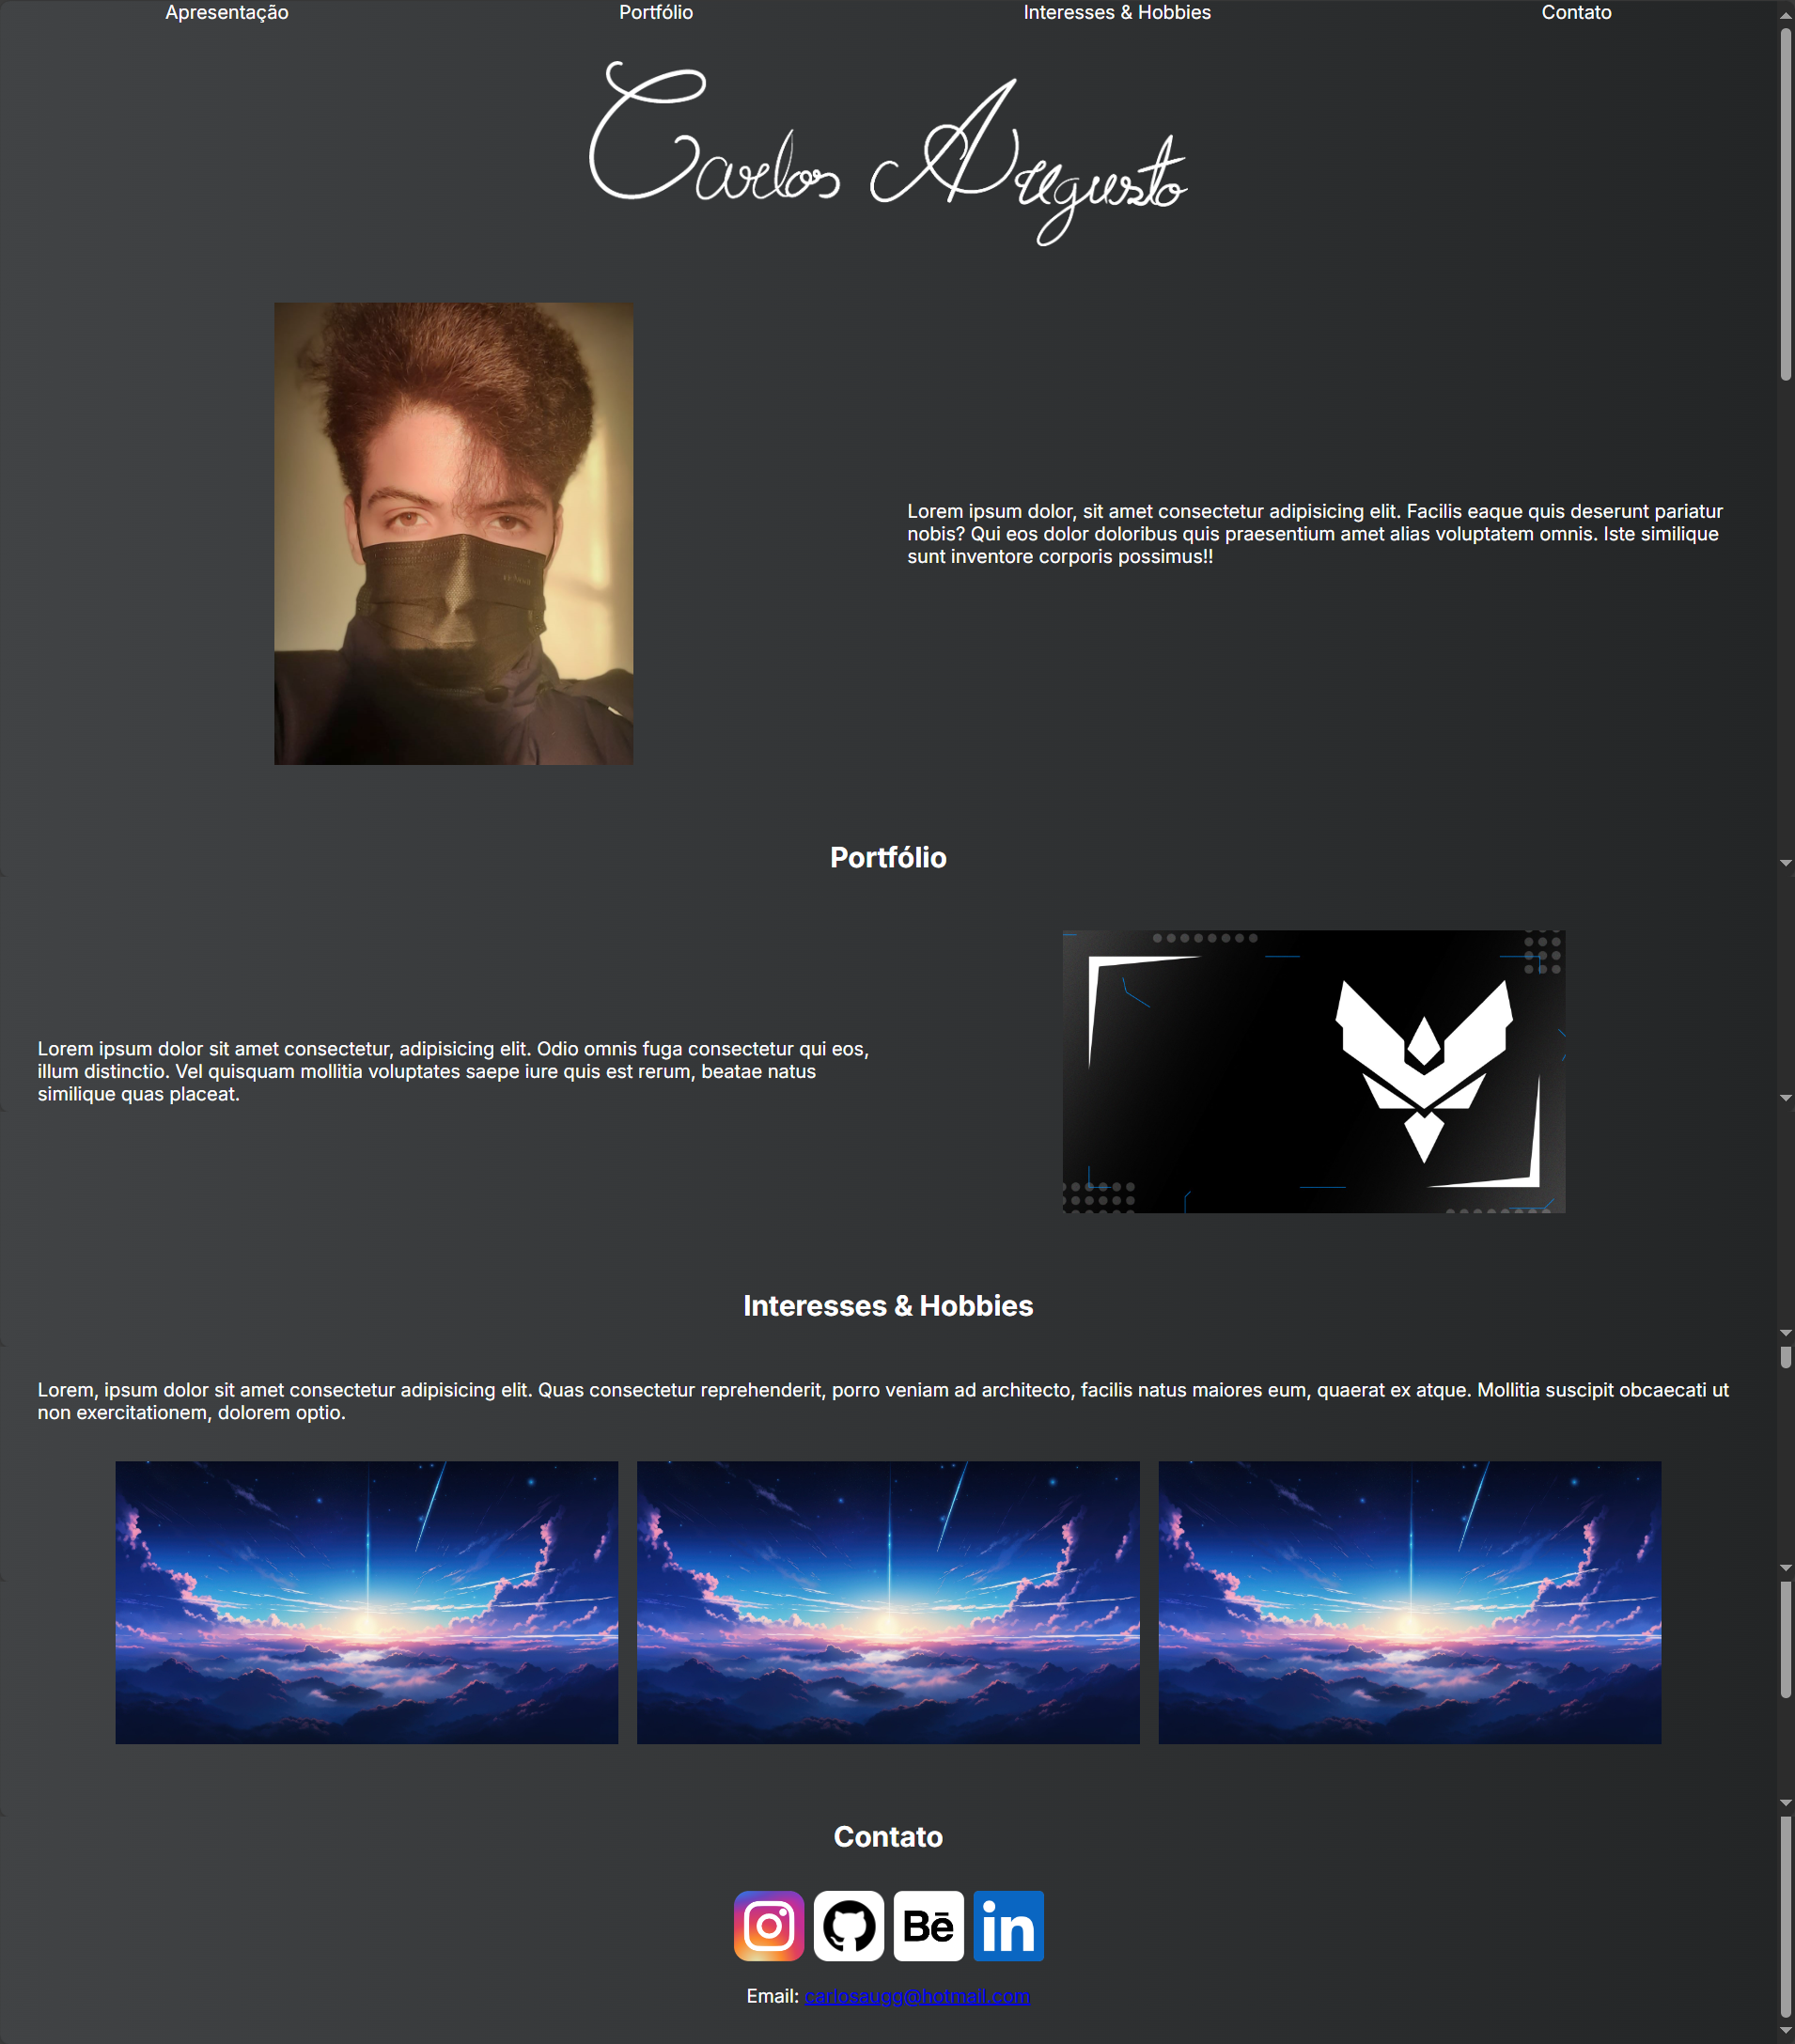 Apresentação
Portfólio
Interesses & Hobbies
Contato
Carlos Augusto
Lorem ipsum dolor, sit amet consectetur adipisicing elit. Facilis eaque quis deserunt pariatur
nobis? Qui eos dolor doloribus quis praesentium amet alias voluptatem omnis. Iste similique
sunt inventore corporis possimus!!
Portfólio
Lorem ipsum dolor sit amet consectetur, adipisicing elit. Odio omnis fuga consectetur qui eos,
illum distinctio. Vel quisquam mollitia voluptates saepe iure quis est rerum, beatae natus
similique quas placeat.
Interesses & Hobbies
Lorem, ipsum dolor sit amet consectetur adipisicing elit. Quas consectetur reprehenderit, porro veniam ad architecto, facilis natus maiores eum, quaerat ex atque. Mollitia suscipit obcaecati ut
non exercitationem, dolorem optio.
Contato
Bē
in
Email: carlosaugg@hotmail.com